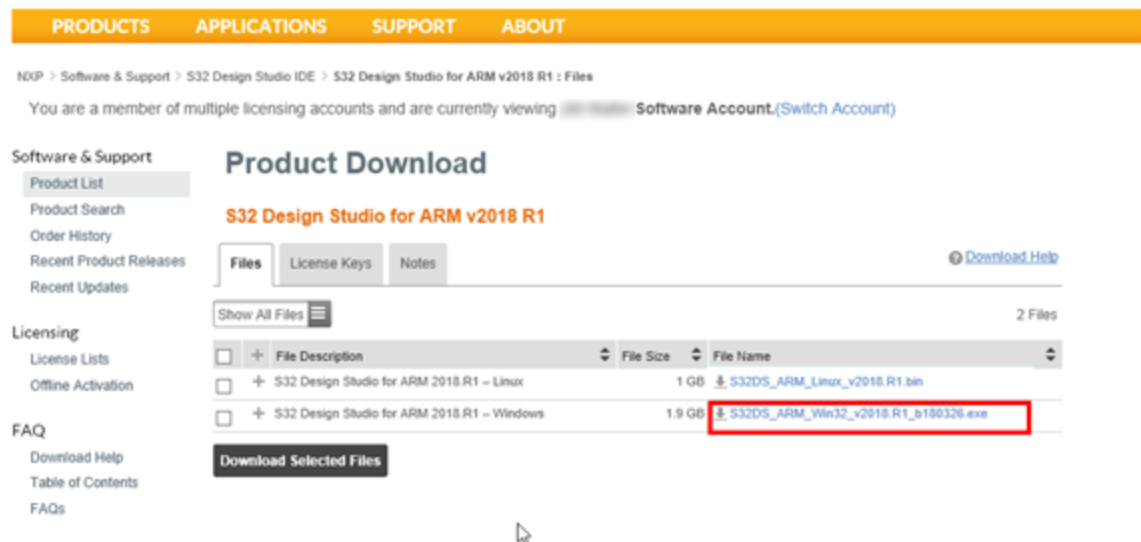 PRODUCTS APPLICATIONS SUPPORT ABOUT
NXP > Software & Support > S32 Design Studio IDE > S32 Design Studio for ARM v2018 R1 : Files
You are a member of multiple licensing accounts and are currently viewing Software Account.(Switch Account)
Software & Support
Product List
Product Search
Order History
Recent Product Releases
Recent Updates
Licensing
License Lists
Offline Activation
FAQ
Download Help
Table of Contents
FAQs
Product Download
S32 Design Studio for ARM v2018 R1
Files License Keys Notes
Download Help
Show All Files
2 Files
+ File Description File Size File Name
+ S32 Design Studio for ARM 2018.R1 – Linux 1 GB S32DS_ARM_Linux_v2018.R1.bin
+ S32 Design Studio for ARM 2018.R1 – Windows 1.9 GB S32DS_ARM_Win32_v2018.R1_b180326.exe
Download Selected Files